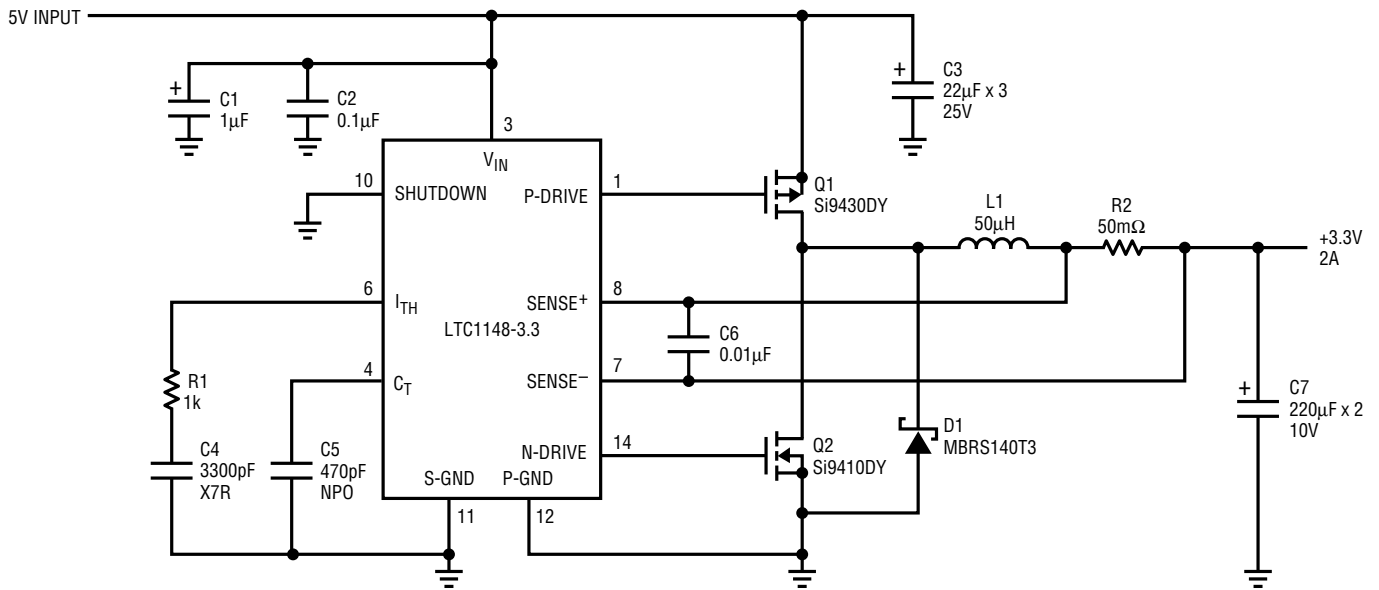 5V INPUT
C1
1µF
+
C2
0.1µF
+
C3
22µF x 3
25V
3
V_IN
10
SHUTDOWN
P-DRIVE
1
Q1
Si9430DY
L1
50µH
R2
50mΩ
+3.3V
2A
6
I_TH
SENSE+
8
LTC1148-3.3
C6
0.01µF
4
C_T
SENSE–
7
R1
1k
+
C7
220µF x 2
10V
C4
3300pF
X7R
C5
470pF
NPO
N-DRIVE
14
Q2
Si9410DY
D1
MBRS140T3
S-GND
P-GND
11
12